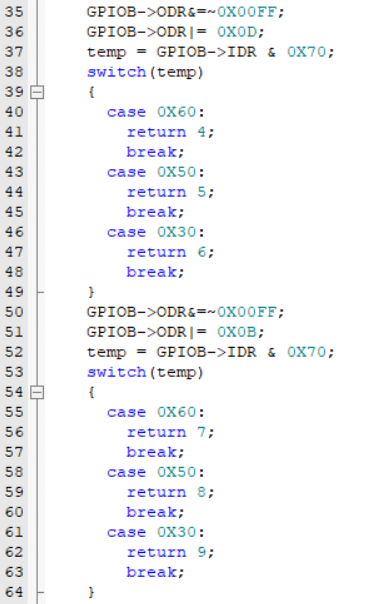 35 GPIOB->ODR&=~0X00FF;
36 GPIOB->ODR|= 0X0D;
37 temp = GPIOB->IDR & 0X70;
38 switch(temp)
39 {
40 case 0X60:
41 return 4;
42 break;
43 case 0X50:
44 return 5;
45 break;
46 case 0X30:
47 return 6;
48 break;
49 }
50 GPIOB->ODR&=~0X00FF;
51 GPIOB->ODR|= 0X0B;
52 temp = GPIOB->IDR & 0X70;
53 switch(temp)
54 {
55 case 0X60:
56 return 7;
57 break;
58 case 0X50:
59 return 8;
60 break;
61 case 0X30:
62 return 9;
63 break;
64 }